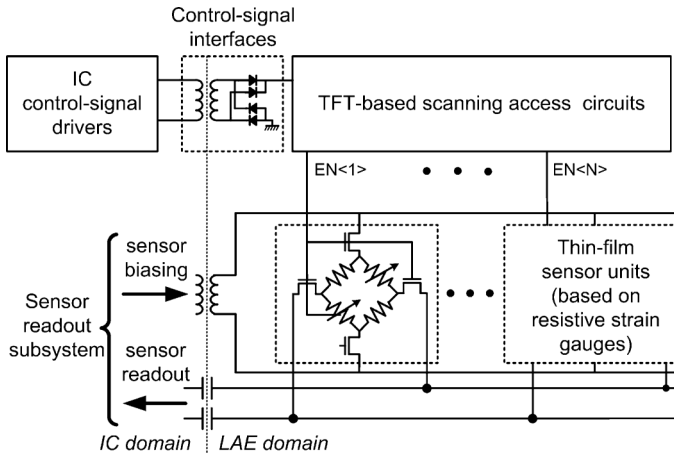 Control-signal
interfaces
IC
control-signal
drivers
TFT-based scanning access circuits
EN<1>
EN<N>
sensor
biasing
Sensor
readout
subsystem
sensor
readout
Thin-film
sensor units
(based on
resistive strain
gauges)
IC domain
LAE domain